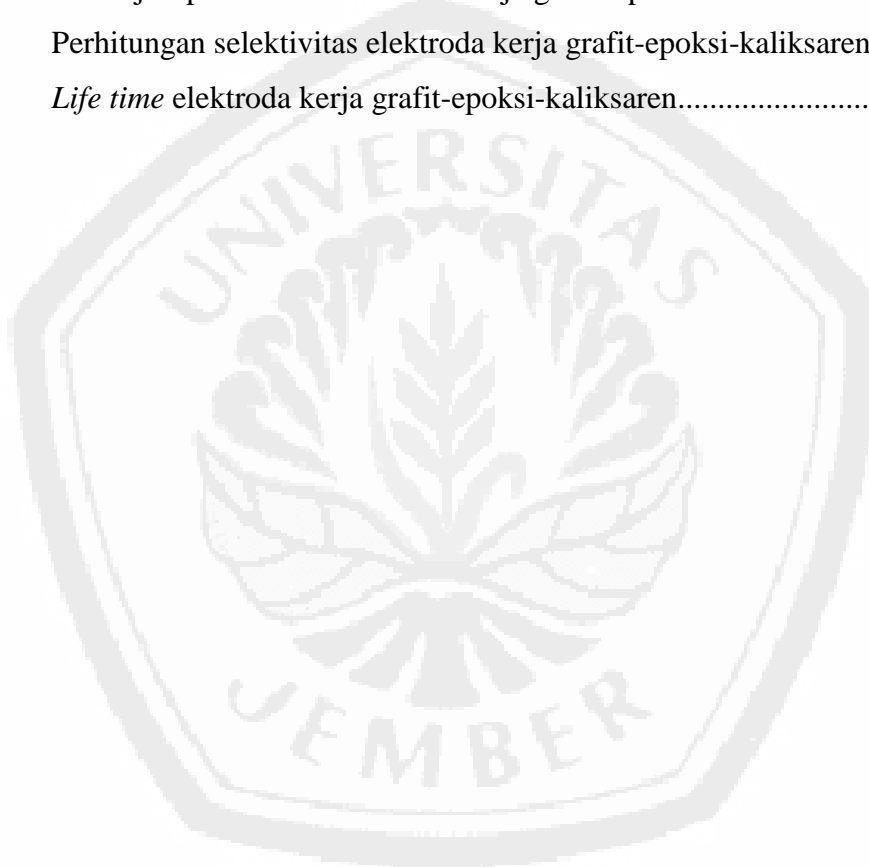 Perhitungan selektivitas elektroda kerja grafit-epoksi-kaliksaren
Life time elektroda kerja grafit-epoksi-kaliksaren........................
UNIVERSITAS
JEMBER